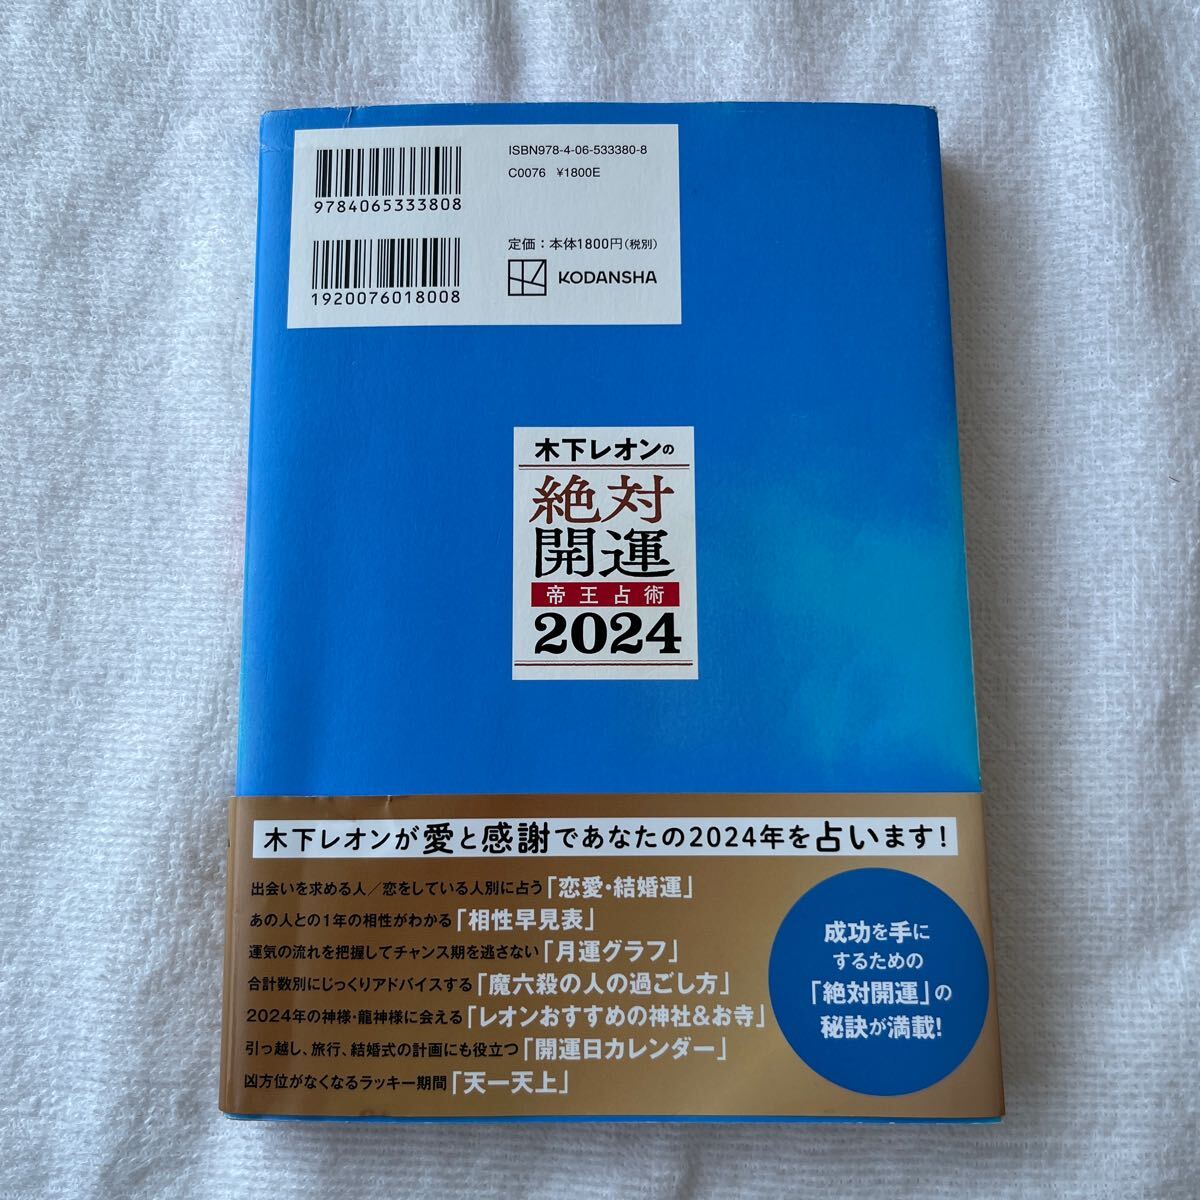 ISBN978-4-06-533380-8
C0076 ¥1800E
9784065333808
定価：本体1800円(税別)
KODANSHA
1920076018008
木下レオンの
絶対
開運
帝王占術
2024
木下レオンが愛と感謝であなたの2024年を占います！
出会いを求める人／恋をしている人別に占う「恋愛・結婚運」
あの人との1年の相性がわかる「相性早見表」
運気の流れを把握してチャンス期を逃さない「月運グラフ」
合計数別にじっくりアドバイスする「魔六殺の人の過ごし方」
2024年の神様・龍神様に会える「レオンおすすめの神社&お寺」
引っ越し、旅行、結婚式の計画にも役立つ「開運日カレンダー」
凶方位がなくなるラッキー期間「天一天上」
成功を手に
するための
「絶対開運」の
秘訣が満載！